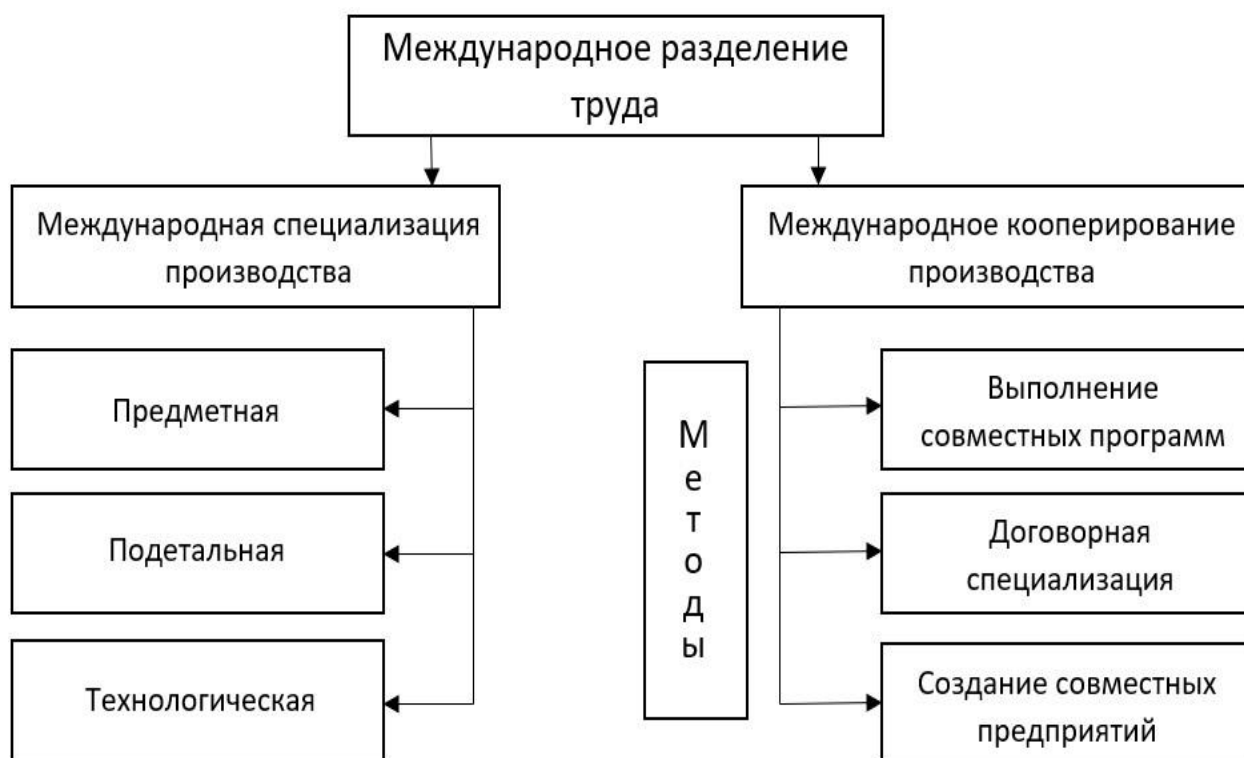 Международное разделение
труда
Международная специализация
производства
Международное кооперирование
производства
Предметная
Подетальная
Технологическая
Методы
Выполнение
совместных программ
Договорная
специализация
Создание совместных
предприятий